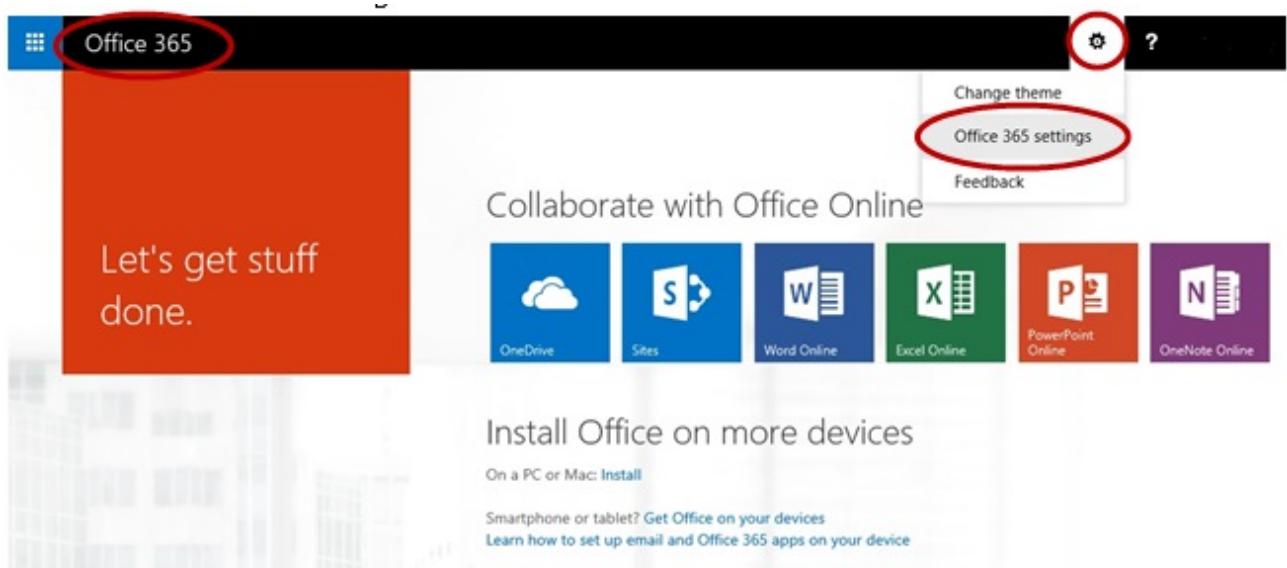 Office 365
?
Change theme
Office 365 settings
Feedback
Let's get stuff
done.
Collaborate with Office Online
OneDrive
S
Sites
W
Word Online
X
Excel Online
P
PowerPoint
Online
N
OneNote Online
Install Office on more devices
On a PC or Mac: Install
Smartphone or tablet? Get Office on your devices
Learn how to set up email and Office 365 apps on your device